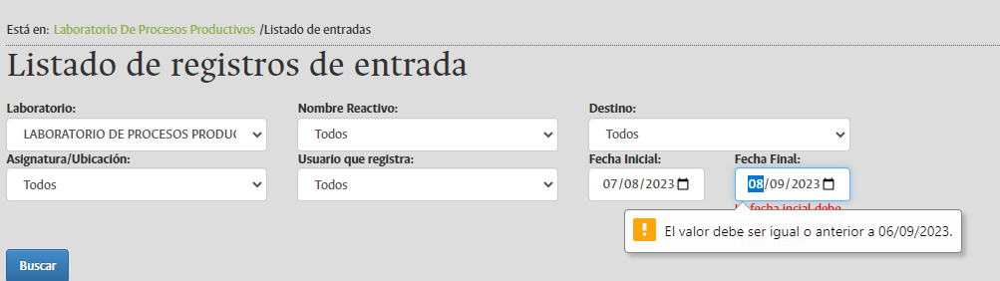 Está en: Laboratorio De Procesos Productivos /Listado de entradas
Listado de registros de entrada
Laboratorio: Nombre Reactivo: Destino:
LABORATORIO DE PROCESOS PRODUC Todos Todos
Asignatura/Ubicación: Usuario que registra: Fecha Inicial: Fecha Final:
Todos Todos 07/08/2023 08/09/2023
fecha incial debe
El valor debe ser igual o anterior a 06/09/2023.
Buscar